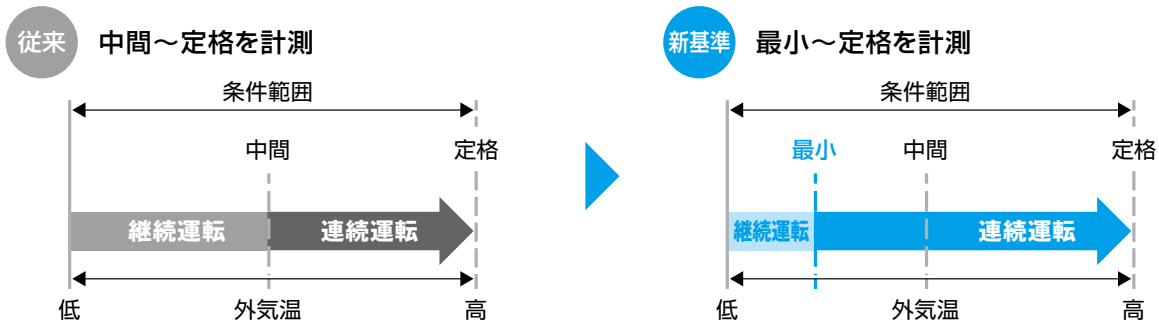 従来 中間～定格を計測
条件範囲
中間 定格
継続運転 連続運転
低 外気温 高
新基準 最小～定格を計測
条件範囲
最小 中間 定格
継続運転 連続運転
低 外気温 高